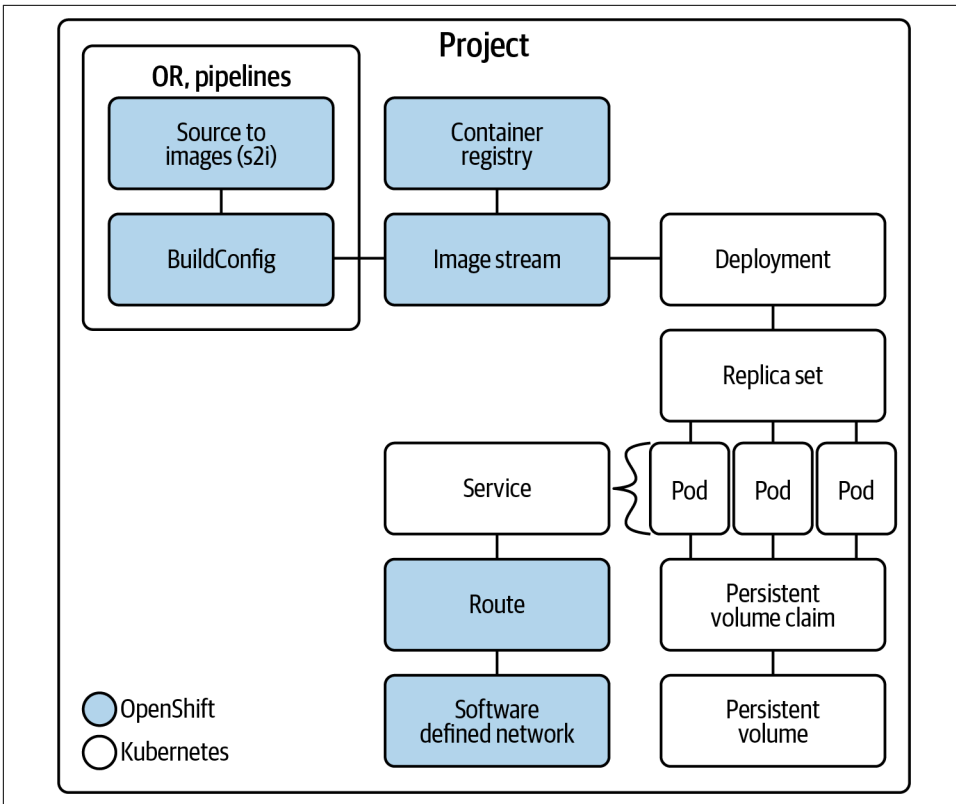 Project
OR, pipelines
Source to
images (s2i)
Container
registry
BuildConfig
Image stream
Deployment
Replica set
Service
Pod
Pod
Pod
Route
Persistent
volume claim
OpenShift
Kubernetes
Software
defined network
Persistent
volume